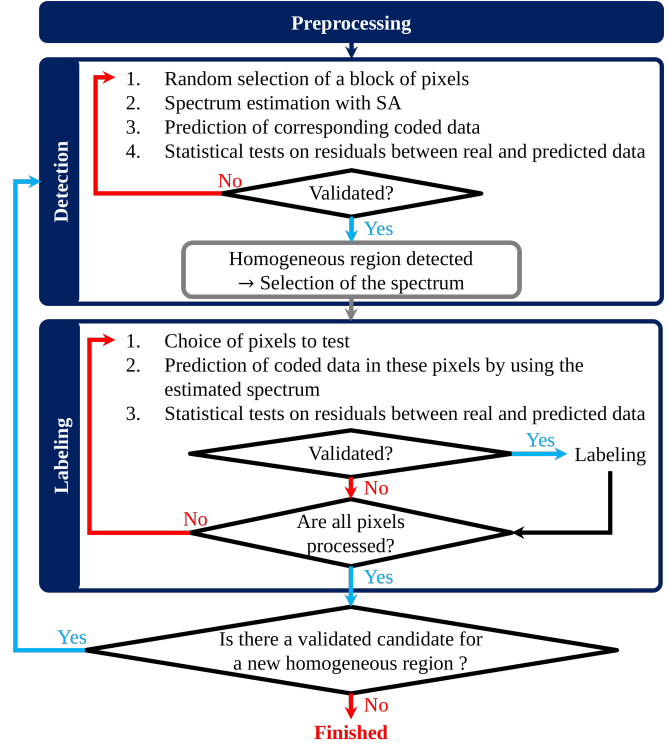 Preprocessing
Detection
1. Random selection of a block of pixels
2. Spectrum estimation with SA
3. Prediction of corresponding coded data
4. Statistical tests on residuals between real and predicted data
No
Validated?
Yes
Homogeneous region detected
→ Selection of the spectrum
Labeling
1. Choice of pixels to test
2. Prediction of coded data in these pixels by using the
estimated spectrum
3. Statistical tests on residuals between real and predicted data
Validated?
Yes
Labeling
No
No
Are all pixels
processed?
Yes
Yes
Is there a validated candidate for
a new homogeneous region ?
No
Finished